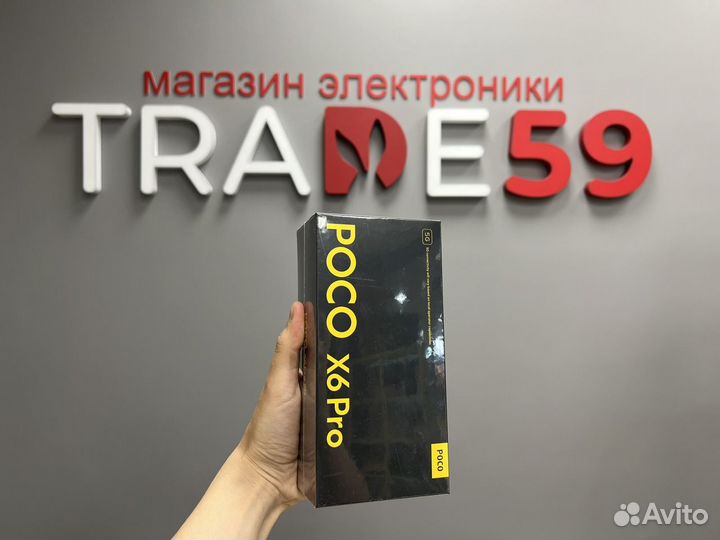 магазин электроники
TRADE59
POCO X6 Pro
5G
POCO
Avito